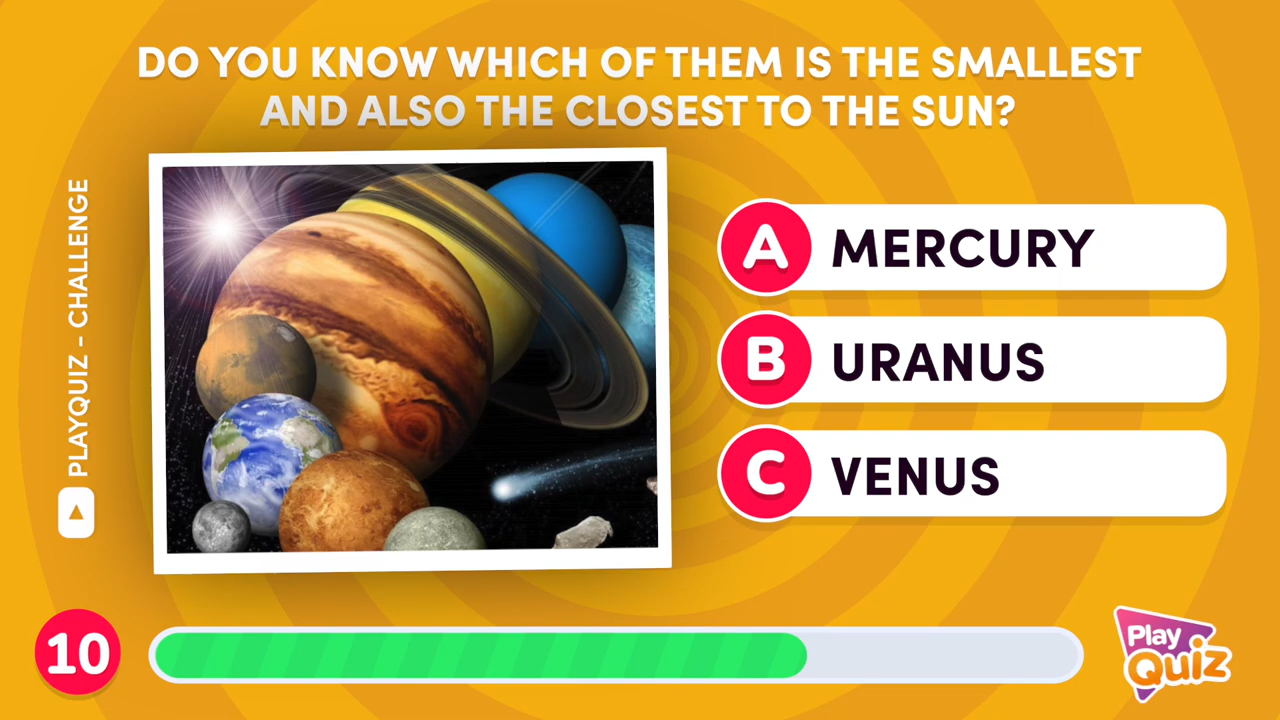 DO YOU KNOW WHICH OF THEM IS THE SMALLEST
AND ALSO THE CLOSEST TO THE SUN?
PLAYQUIZ - CHALLENGE
A MERCURY
B URANUS
C VENUS
10
Play
Quiz